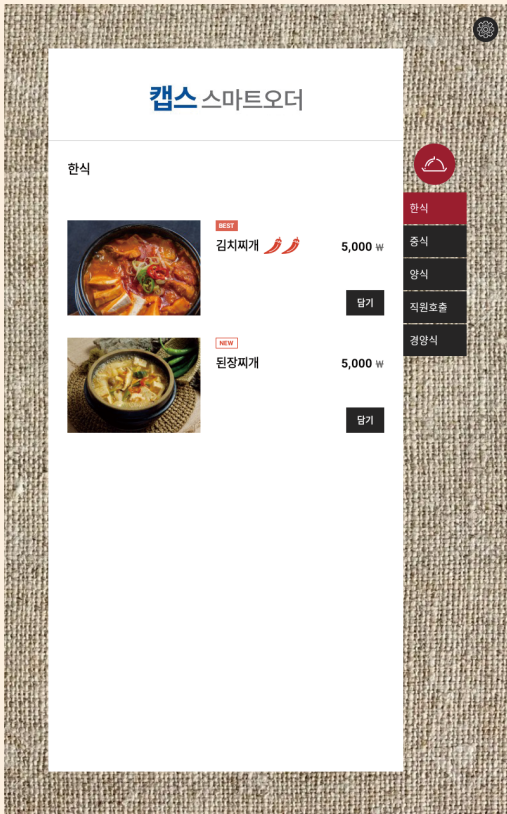 캡스 스마트오더
한식
BEST
김치찌개
5,000 ₩
담기
NEW
된장찌개
5,000 ₩
담기
한식
중식
양식
직원호출
경양식